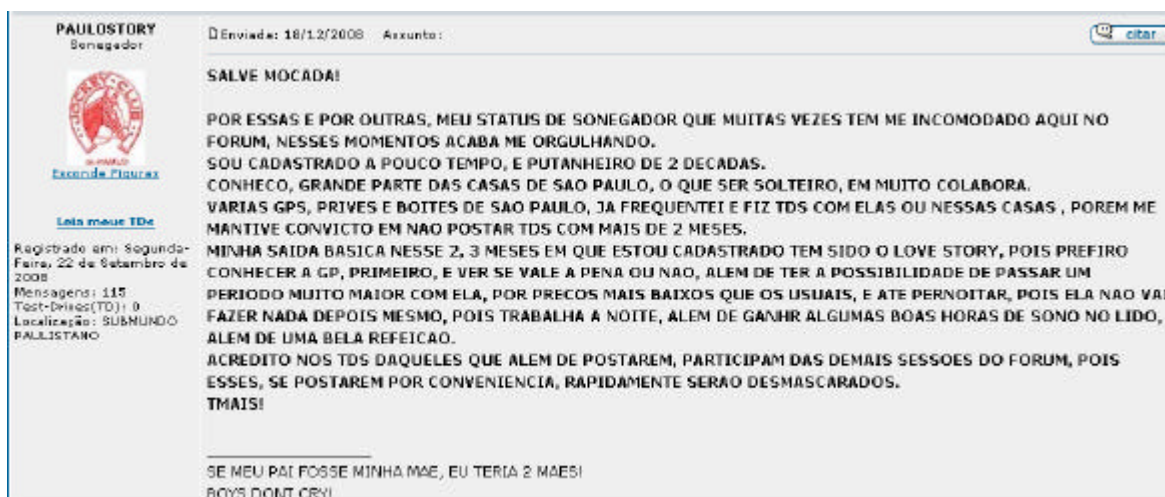 PAULOSTORY
Sonegador
JOCKEY-CLUB
Esconde Figuras
Leia meus TDs
Registrado em: Segunda-
Feira, 22 de Setembro de
2008
Mensagens: 115
Test-Drives(TD): 0
Localização: SUBMUNDO
PAULISTANO
Enviada: 18/12/2008 Assunto:
citar
SALVE MOCADA!
POR ESSAS E POR OUTRAS, MEU STATUS DE SONEGADOR QUE MUITAS VEZES TEM ME INCOMODADO AQUI NO
FORUM, NESSES MOMENTOS ACABA ME ORGULHANDO.
SOU CADASTRADO A POUCO TEMPO, E PUTANHEIRO DE 2 DECADAS.
CONHECO, GRANDE PARTE DAS CASAS DE SAO PAULO, O QUE SER SOLTEIRO, EM MUITO COLABORA.
VARIAS GPS, PRIVES E BOITES DE SAO PAULO, JA FREQUENTEI E FIZ TDS COM ELAS OU NESSAS CASAS , POREM ME
MANTIVE CONVICTO EM NAO POSTAR TDS COM MAIS DE 2 MESES.
MINHA SAIDA BASICA NESSE 2, 3 MESES EM QUE ESTOU CADASTRADO TEM SIDO O LOVE STORY, POIS PREFIRO
CONHECER A GP, PRIMEIRO, E VER SE VALE A PENA OU NAO, ALEM DE TER A POSSIBILIDADE DE PASSAR UM
PERIODO MUITO MAIOR COM ELA, POR PRECOS MAIS BAIXOS QUE OS USUAIS, E ATE PERNOITAR, POIS ELA NAO VAI
FAZER NADA DEPOIS MESMO, POIS TRABALHA A NOITE, ALEM DE GANHR ALGUMAS BOAS HORAS DE SONO NO LIDO,
ALEM DE UMA BELA REFEICAO.
ACREDITO NOS TDS DAQUELES QUE ALEM DE POSTAREM, PARTICIPAM DAS DEMAIS SESSOES DO FORUM, POIS
ESSES, SE POSTAREM POR CONVENIENCIA, RAPIDAMENTE SERAO DESMASCARADOS.
TMAIS!
SE MEU PAI FOSSE MINHA MAE, EU TERIA 2 MAES!
BOYS DONT CRY!